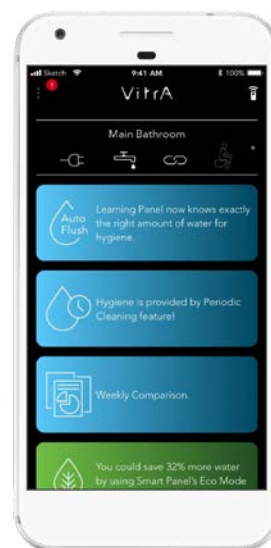 Sketch 9:41 AM 100%
!
VitrA
Main Bathroom
Auto
Flush
Learning Panel now knows exactly
the right amount of water for
hygiene.
Hygiene is provided by Periodic
Cleaning feature!
Weekly Comparison.
You could save 32% more water
by using Smart Panel's Eco Mode